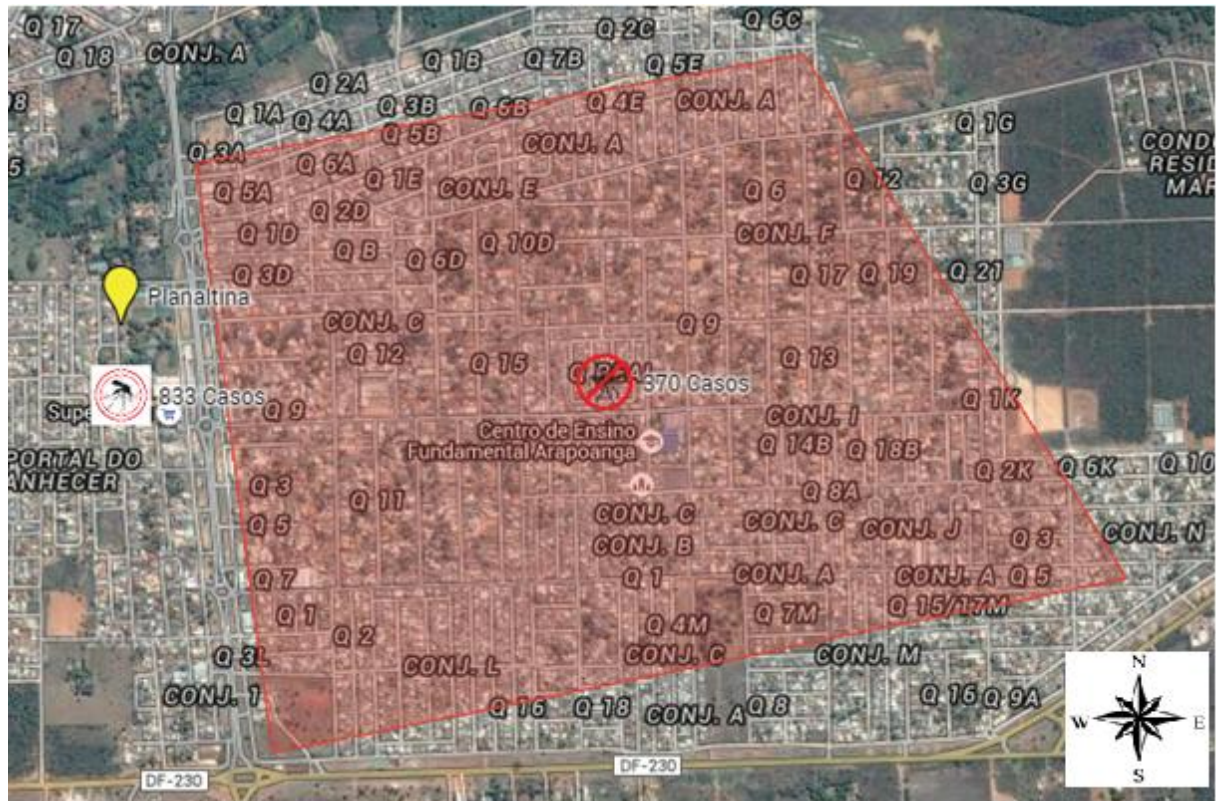 Q 17
Q 18
CONJ. A
Q 2C
Q 6C
Q 1B
Q 7B
Q 5E
Q 2A
Q 1A
Q 4A
Q 3B
Q 6B
Q 4E
CONJ. A
Q 3A
Q 5B
CONJ. A
Q 1G
Q 6A
Q 1E
CONJ. E
Q 5A
Q 2D
Q 6
Q 12
Q 3G
Q 1D
Q B
Q 6D
Q 10D
CONJ. F
Q 3D
Q 17
Q 19
Q 21
Planaltina
CONJ. C
Q 9
Q 12
Q 15
Q 13
370 Casos
833 Casos
Q 9
CONJ. I
Q 1K
Centro de Ensino
Fundamental Arapoanga
Q 14B
Q 18B
PORTAL DO
ANHECER
Q 3
Q 11
Q 8A
Q 2K
Q 6K
Q 10
Q 5
CONJ. C
CONJ. C
CONJ. J
CONJ. N
CONJ. B
Q 3
Q 7
Q 1
CONJ. A
CONJ. A
Q 5
Q 1
Q 2
Q 4M
Q 7M
Q 15/17M
Q 3L
CONJ. L
CONJ. C
CONJ. M
CONJ. 1
Q 16
Q 18
CONJ. A
Q 8
Q 16
Q 9A
DF-230
DF-230
N
W
E
S